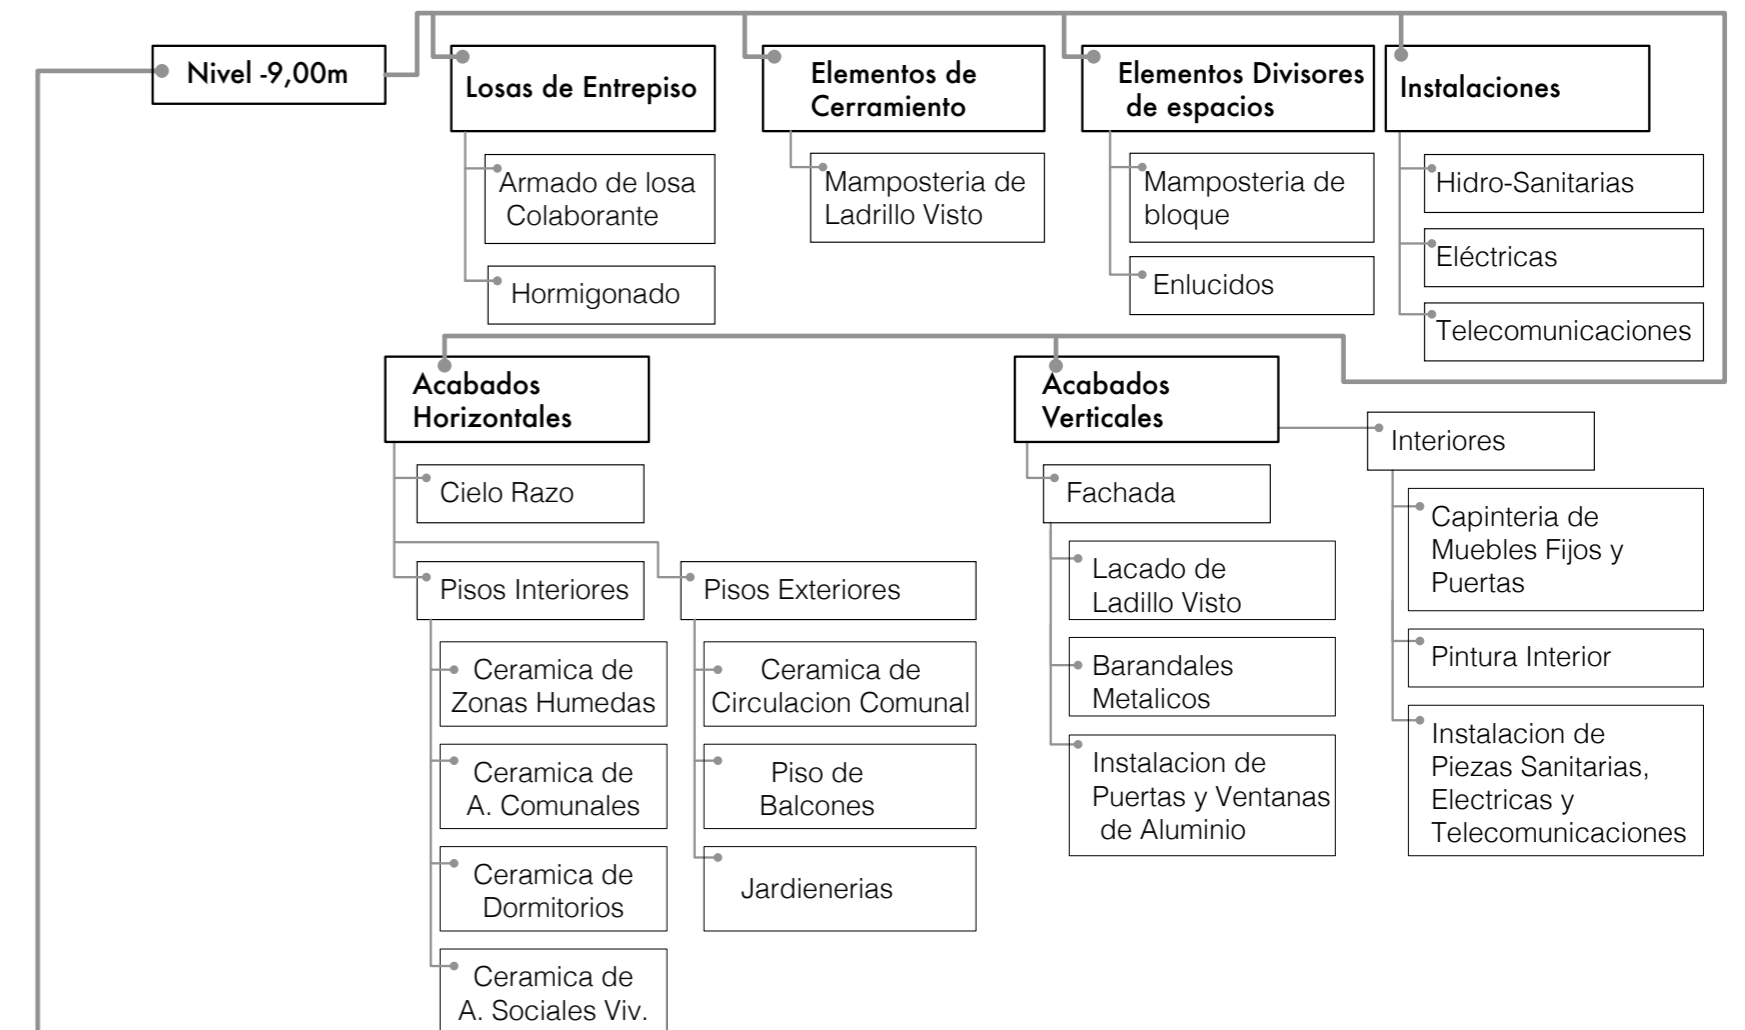 Nivel -9,00m
Losas de Entrepiso
Armado de losa
Colaborante
Hormigonado
Elementos de
Cerramiento
Mamposteria de
Ladrillo Visto
Elementos Divisores
de espacios
Mamposteria de
bloque
Enlucidos
Instalaciones
Hidro-Sanitarias
Eléctricas
Telecomunicaciones
Acabados
Horizontales
Cielo Razo
Pisos Interiores
Ceramica de
Zonas Humedas
Ceramica de
A. Comunales
Ceramica de
Dormitorios
Ceramica de
A. Sociales Viv.
Pisos Exteriores
Ceramica de
Circulacion Comunal
Piso de
Balcones
Jardienerias
Acabados
Verticales
Fachada
Lacado de
Ladillo Visto
Barandales
Metalicos
Instalacion de
Puertas y Ventanas
de Aluminio
Interiores
Capinteria de
Muebles Fijos y
Puertas
Pintura Interior
Instalacion de
Piezas Sanitarias,
Electricas y
Telecomunicaciones